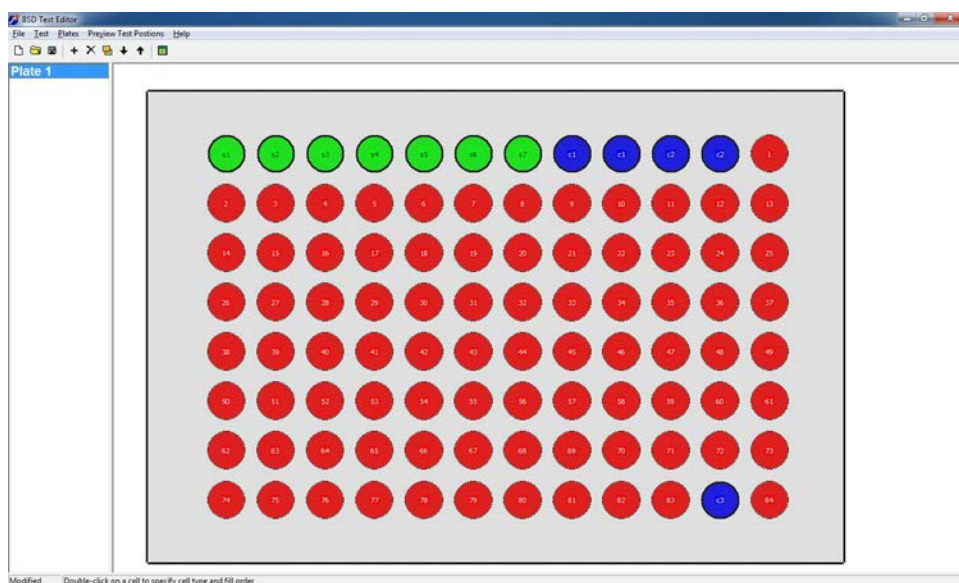 BSD Test Editor
File Test Plates Preview Test Postions Help
Plate 1
s1 s2 s3 s4 s5 s6 s7 c1 c1 c2 c2 1
2 3 4 5 6 7 8 9 10 11 12 13
14 15 16 17 18 19 20 21 22 23 24 25
26 27 28 29 30 31 32 33 34 35 36 37
38 39 40 41 42 43 44 45 46 47 48 49
50 51 52 53 54 55 56 57 58 59 60 61
62 63 64 65 66 67 68 69 70 71 72 73
74 75 76 77 78 79 80 81 82 83 c3 84
Modified Double-click on a cell to specify cell type and fill order